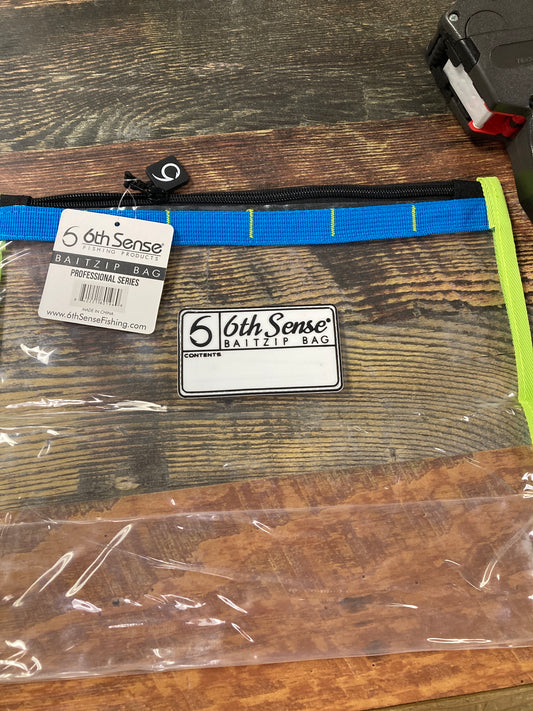 6
6 6th Sense®
FISHING PRODUCTS
BAITZIP BAG
PROFESSIONAL SERIES
MADE IN CHINA
www.6thSenseFishing.com
6 6th Sense®
BAITZIP BAG
CONTENTS